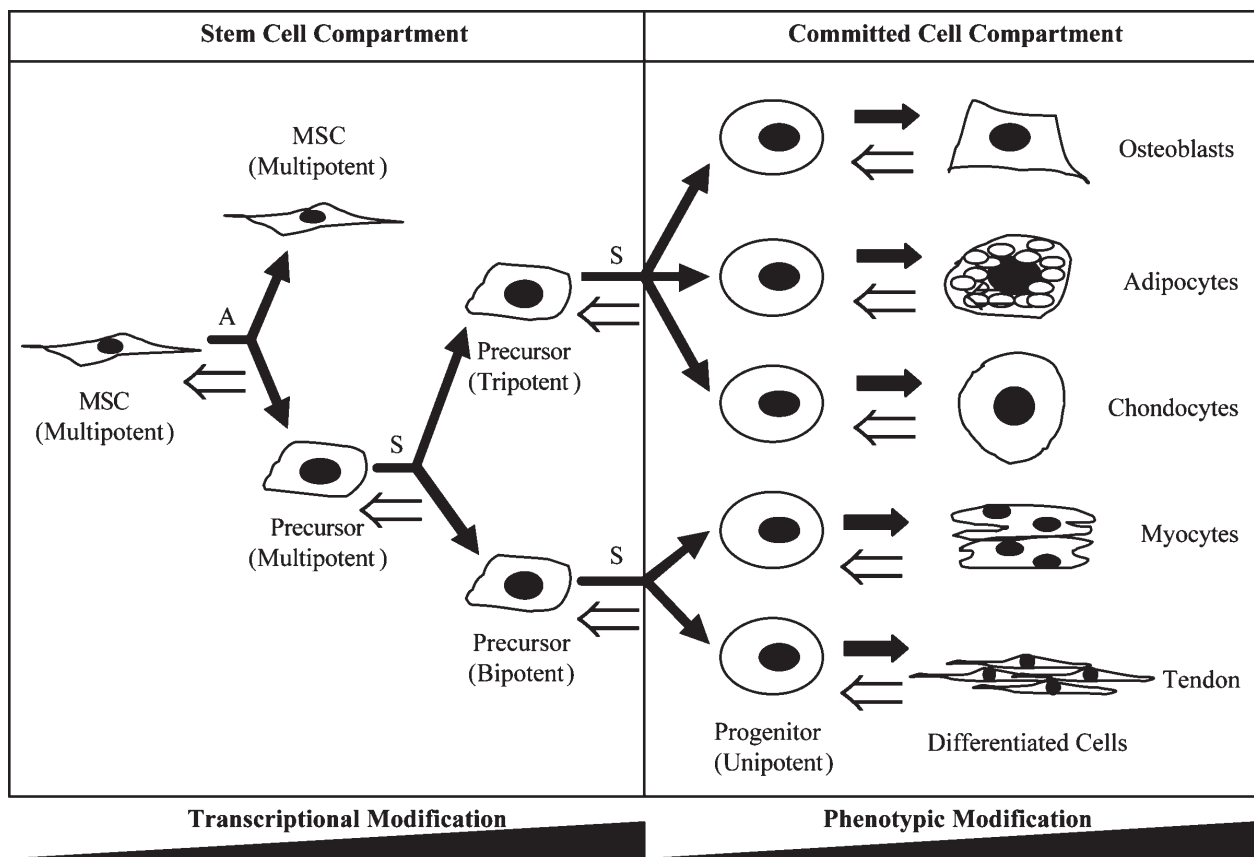 Stem Cell Compartment
Committed Cell Compartment
MSC
(Multipotent)
A
MSC
(Multipotent)
S
Precursor
(Multipotent)
S
Precursor
(Tripotent)
S
Precursor
(Bipotent)
Osteoblasts
Adipocytes
Chondocytes
Myocytes
Tendon
Progenitor
(Unipotent)
Differentiated Cells
Transcriptional Modification
Phenotypic Modification